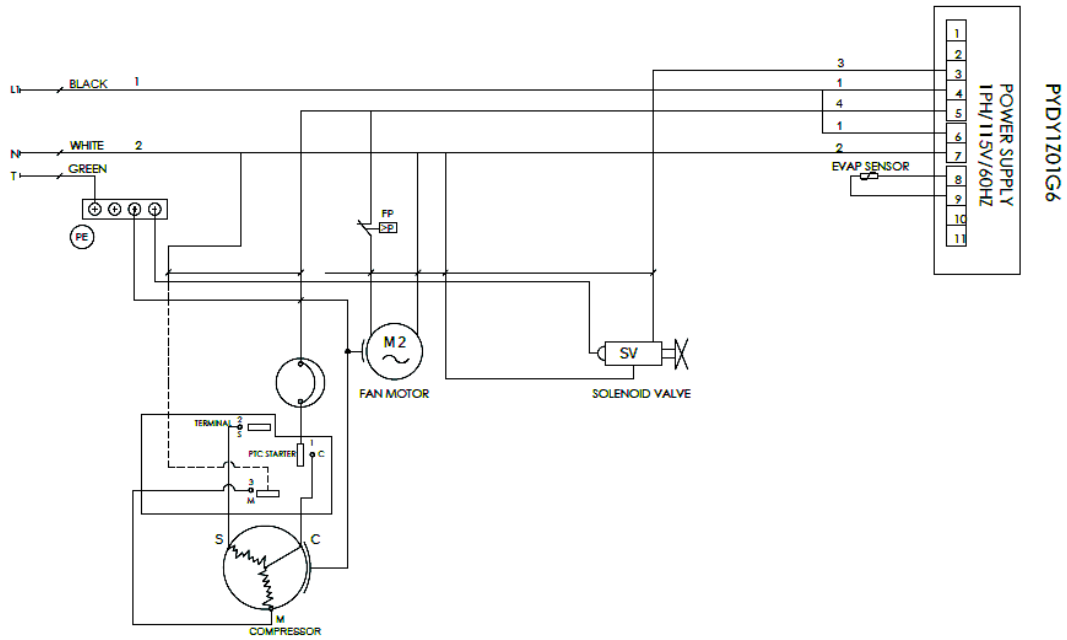 L1 BLACK 1
N WHITE 2
T GREEN
PE
3
1
4
1
2
EVAP SENSOR
1
2
3
4
5
6
7
8
9
10
11
POWER SUPPLY
1PH/115V/60HZ
PYDY1Z01G6
FP
>P
M2
FAN MOTOR
SV
SOLENOID VALVE
TERMINAL 2
S
PTC STARTER
1
C
3
M
S
C
M
COMPRESSOR